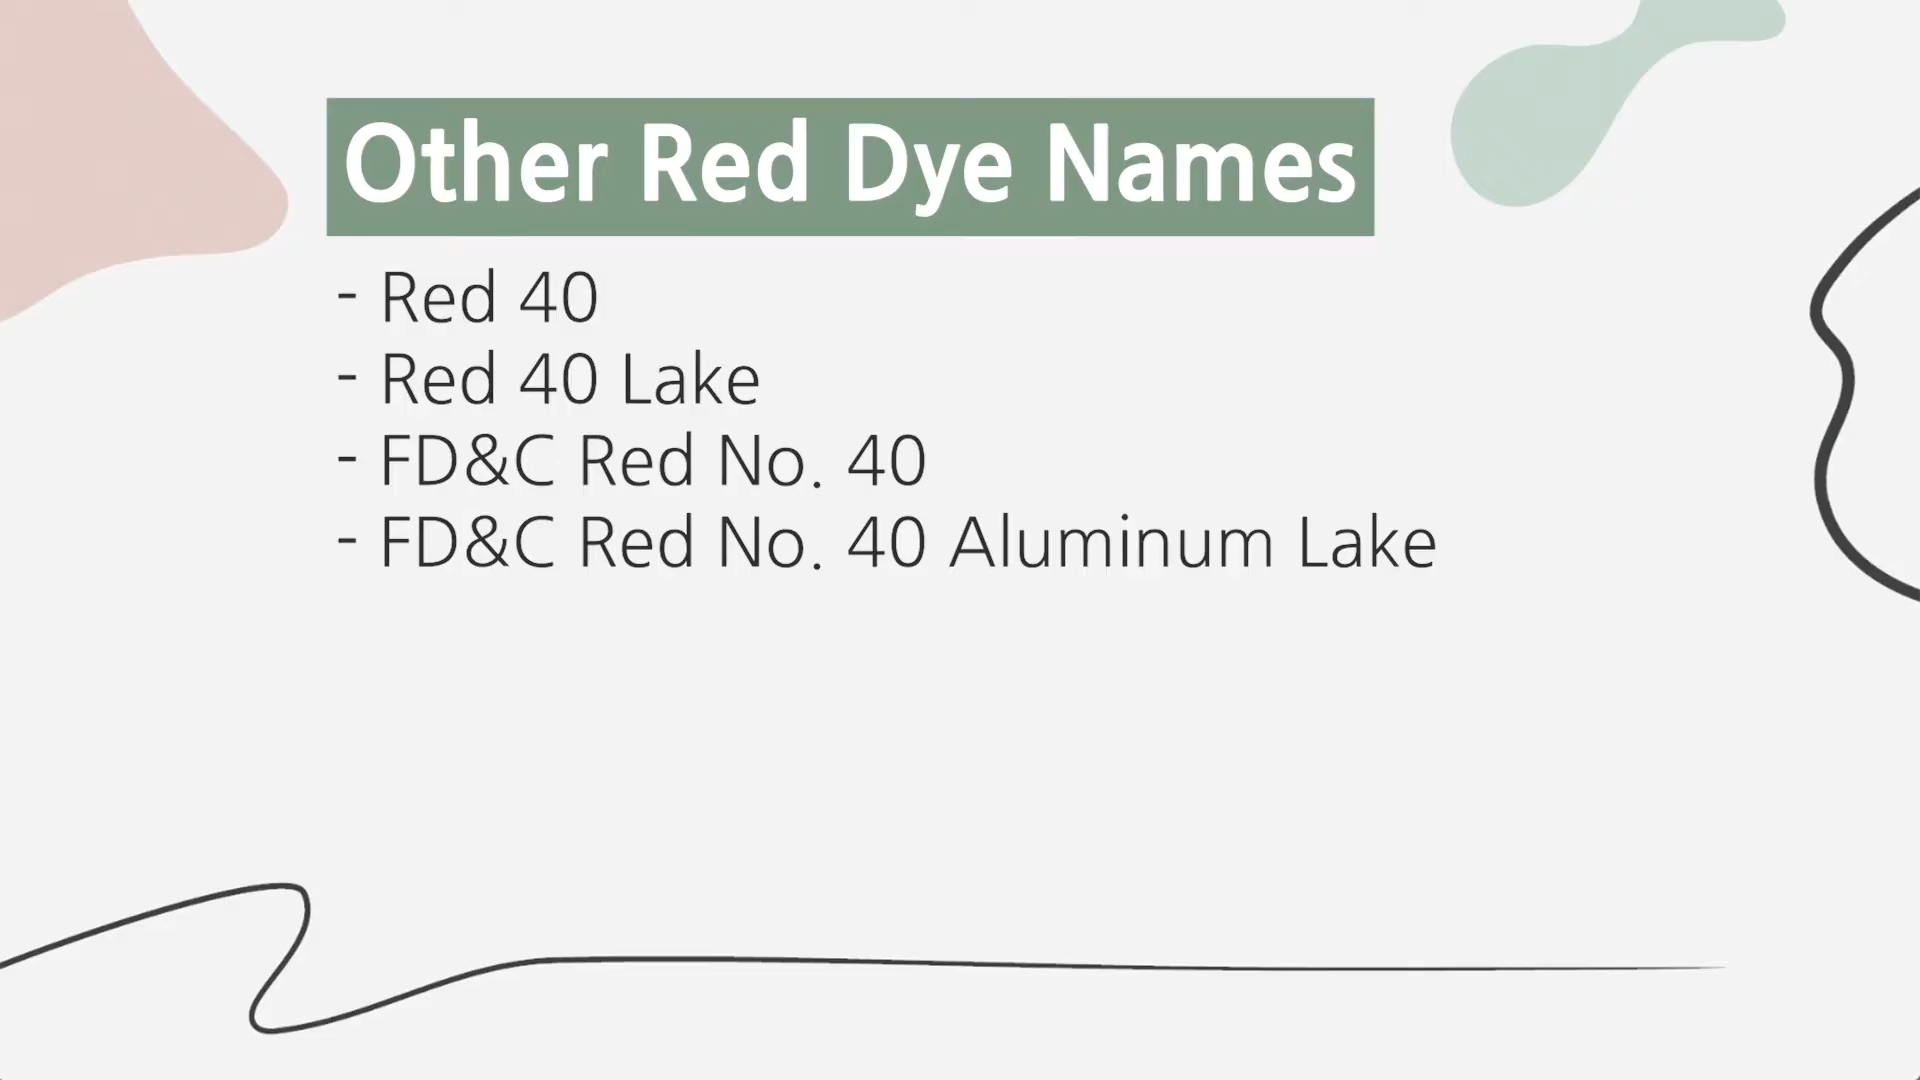 Other Red Dye Names
- Red 40
- Red 40 Lake
- FD&C Red No. 40
- FD&C Red No. 40 Aluminum Lake